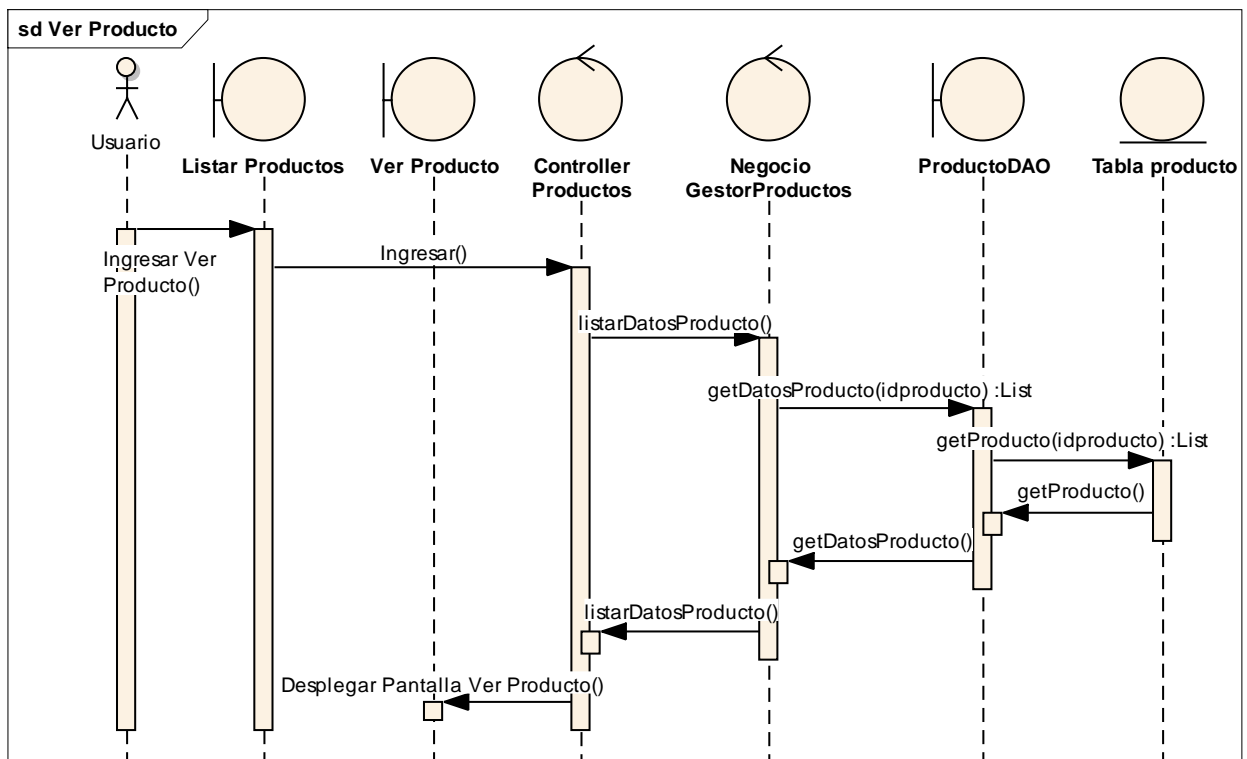 sd Ver Producto
Usuario
Listar Productos
Ver Producto
Controller
Productos
Negocio
GestorProductos
ProductoDAO
Tabla producto
Ingresar Ver
Producto()
Ingresar()
listarDatosProducto()
getDatosProducto(idproducto) :List
getProducto(idproducto) :List
getProducto()
getDatosProducto()
listarDatosProducto()
Desplegar Pantalla Ver Producto()